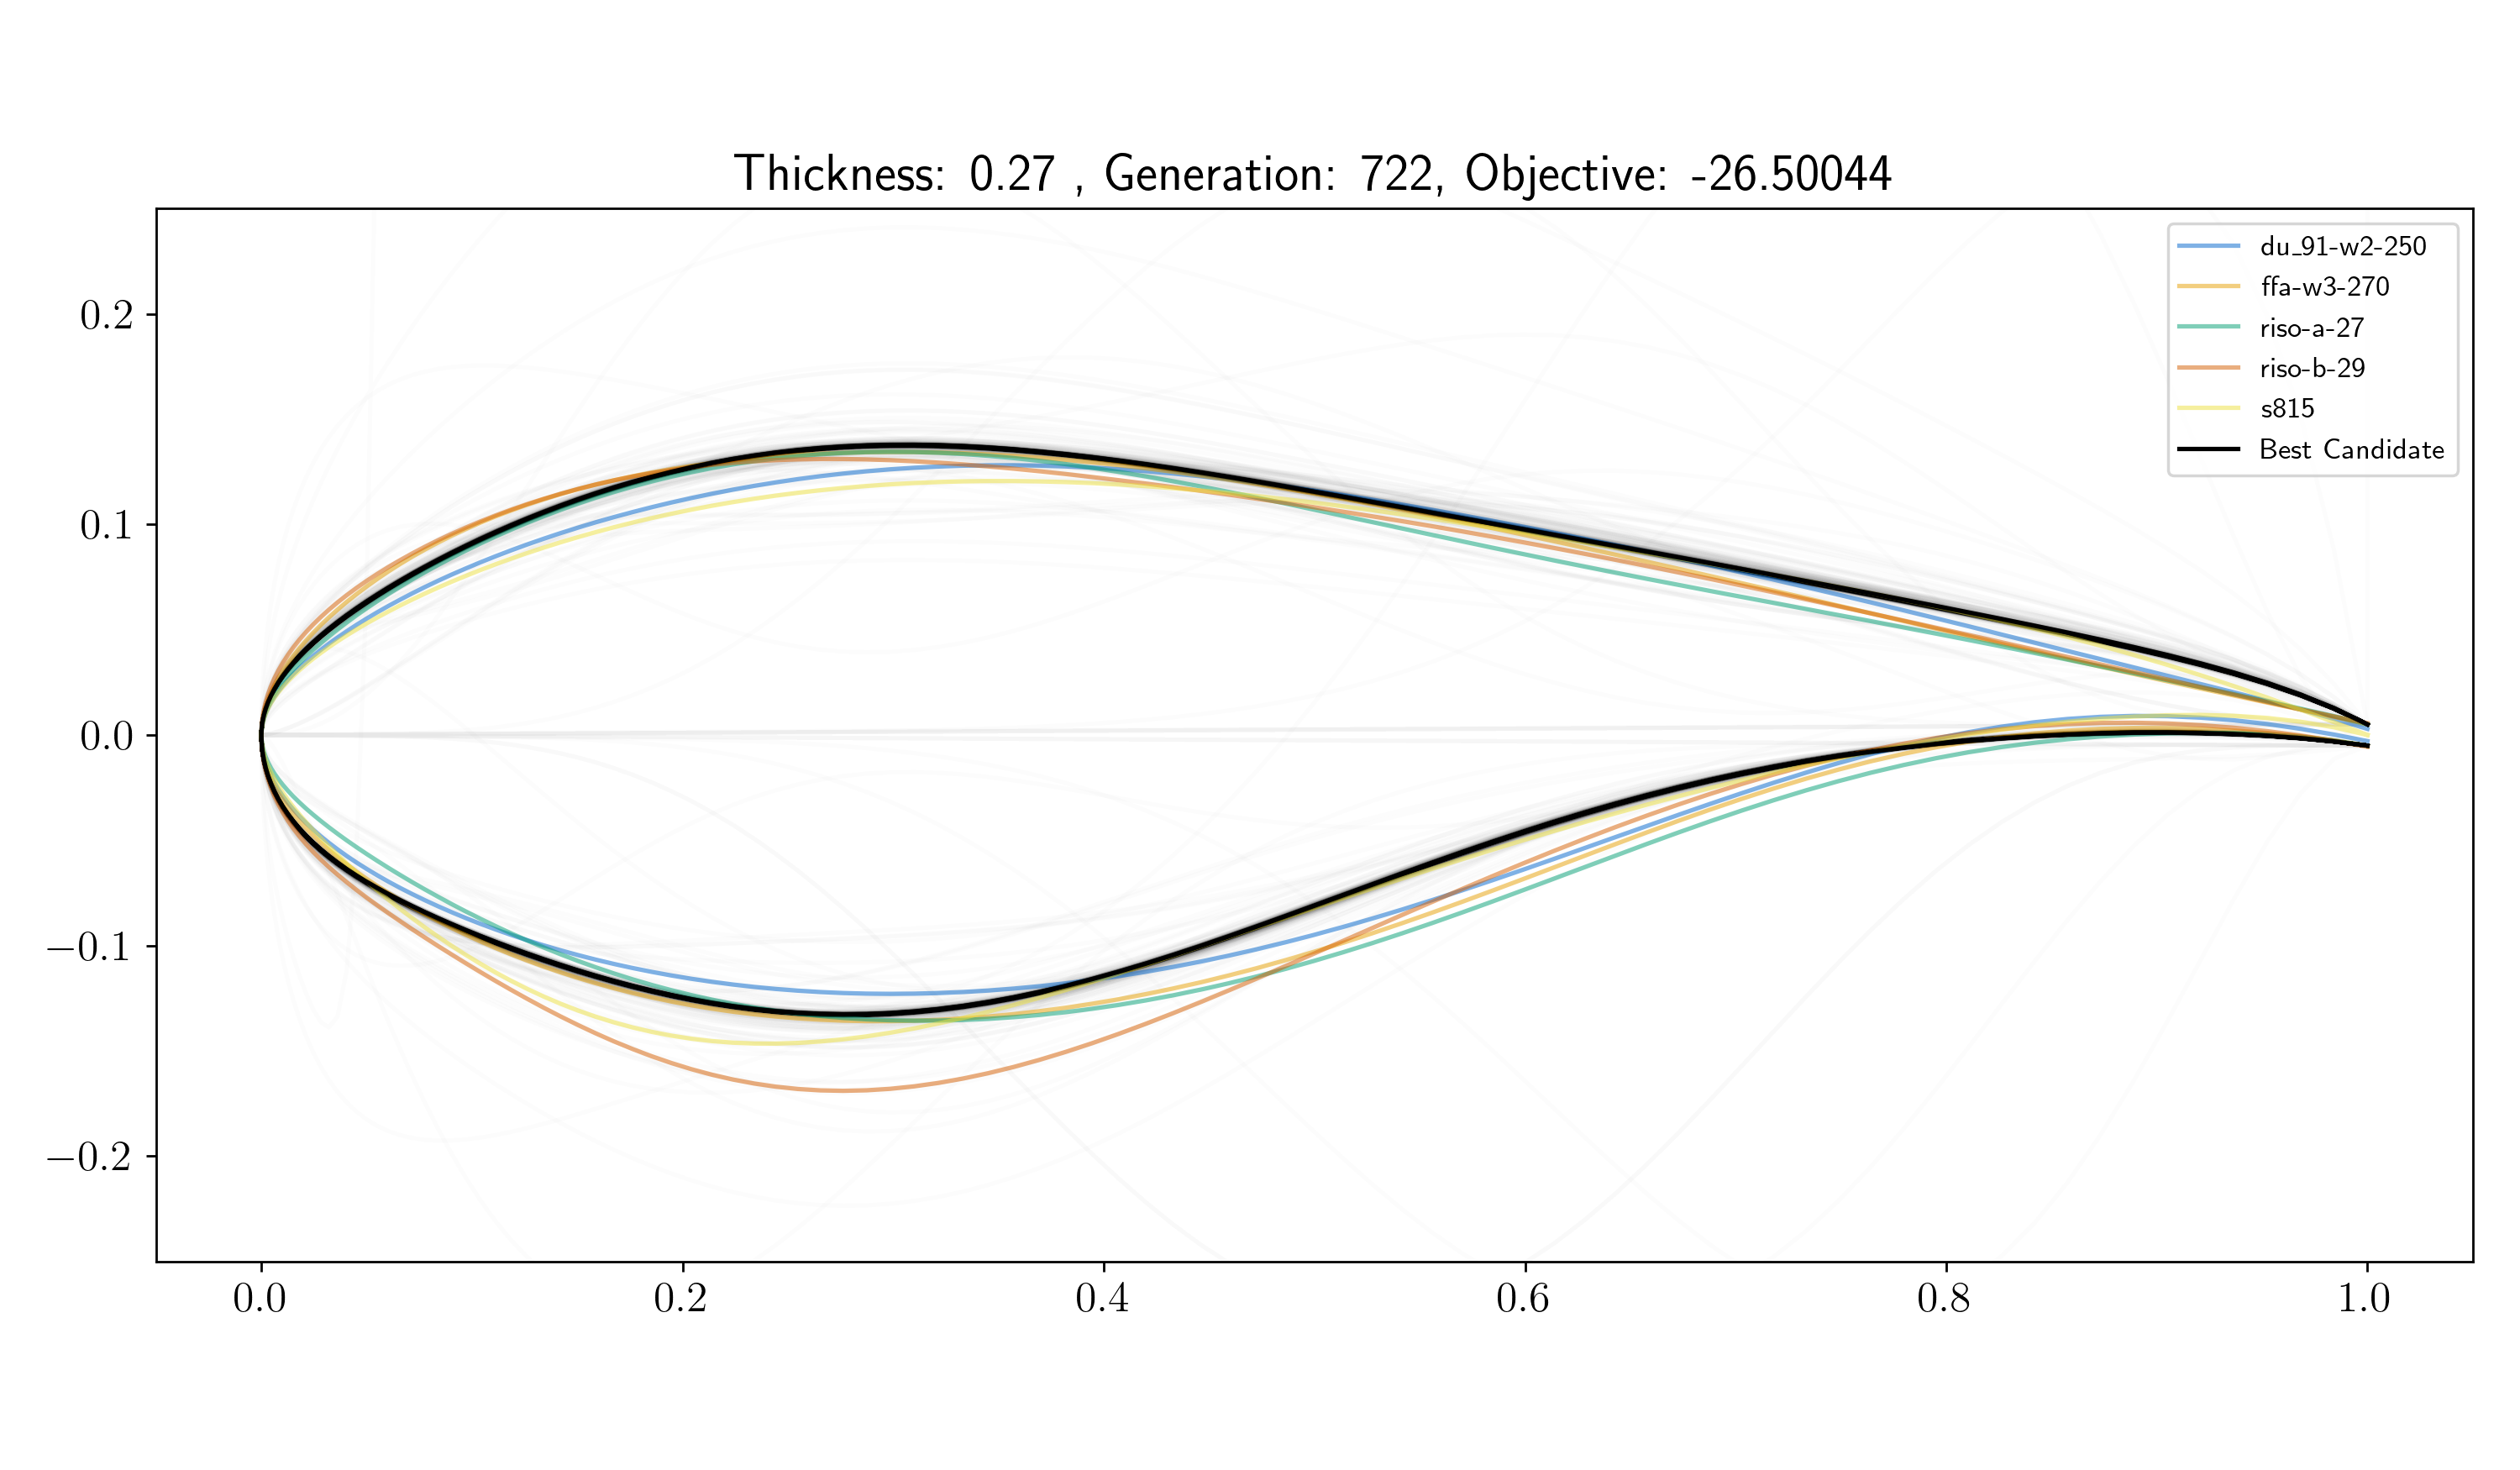 Thickness: 0.27 , Generation: 722, Objective: -26.50044
du_91-w2-250
ffa-w3-270
riso-a-27
riso-b-29
s815
Best Candidate
0.2
0.1
0.0
−0.1
−0.2
0.0 0.2 0.4 0.6 0.8 1.0